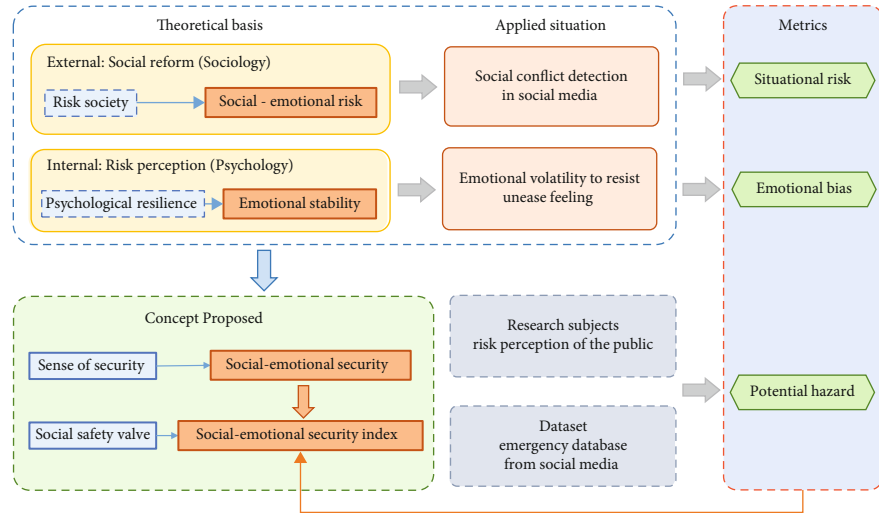 Theoretical basis
Applied situation
Metrics
External: Social reform (Sociology)
Risk society
Social - emotional risk
Social conflict detection
in social media
Situational risk
Internal: Risk perception (Psychology)
Psychological resilience
Emotional stability
Emotional volatility to resist
unease feeling
Emotional bias
Concept Proposed
Sense of security
Social-emotional security
Social safety valve
Social-emotional security index
Research subjects
risk perception of the public
Dataset
emergency database
from social media
Potential hazard